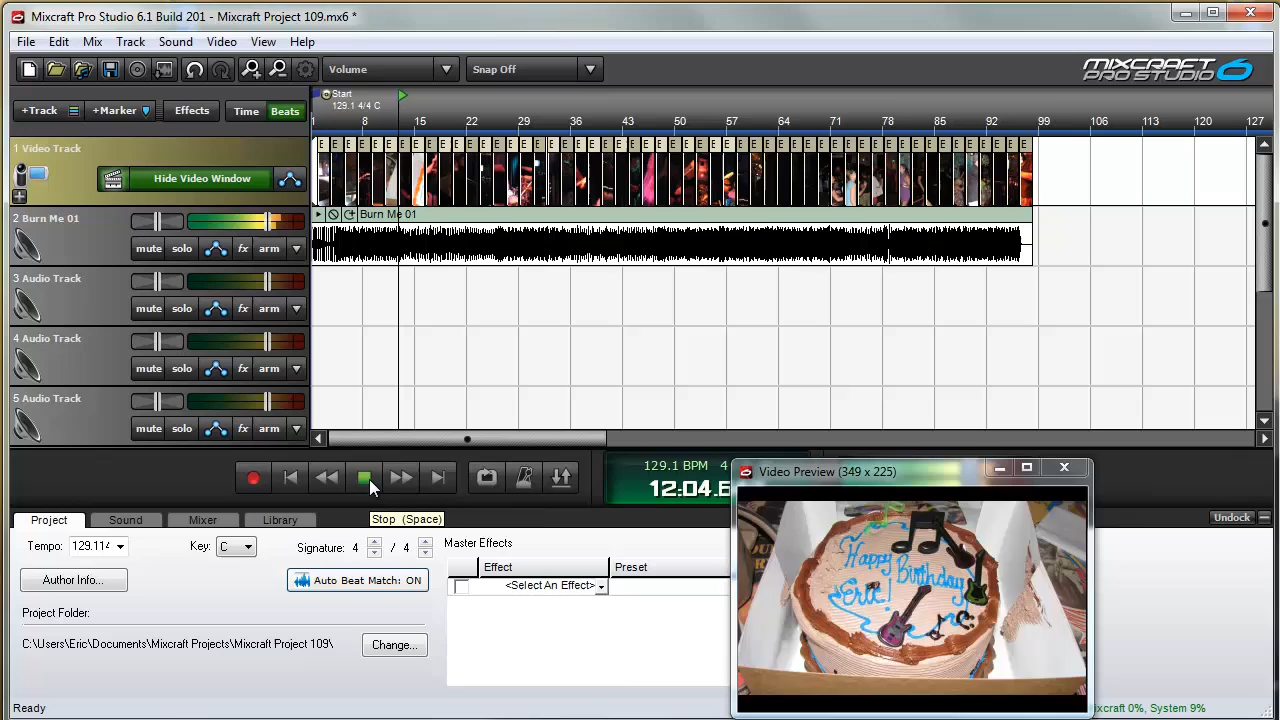 Mixcraft Pro Studio 6.1 Build 201 - Mixcraft Project 109.mx6 *
File Edit Mix Track Sound Video View Help
Volume Snap Off MIXCRAFT PRO STUDIO 6
+Track +Marker Effects Time Beats
Start
129.1 4/4 C
1 8 15 22 29 36 43 50 57 64 71 78 85 92 99 106 113 120 127
1 Video Track
E E E E E E E E E E E E E E E E E E E E E E E E E E E E E E E E E E E E E E E E E E E E E E E E E E E E E
Hide Video Window
2 Burn Me 01
Burn Me 01
mute solo fx arm
3 Audio Track
mute solo fx arm
4 Audio Track
mute solo fx arm
5 Audio Track
mute solo fx arm
129.1 BPM 4
12:04.6
Video Preview (349 x 225)
Stop (Space)
Project Sound Mixer Library
Undock
Tempo: 129.114 Key: C Signature: 4 / 4
Master Effects
Effect Preset
Author Info... Auto Beat Match: ON
<Select An Effect>
Project Folder:
C:\Users\Eric\Documents\Mixcraft Projects\Mixcraft Project 109\ Change...
Happy
Birthday
Eric!
Ready
ixcraft 0%, System 9%